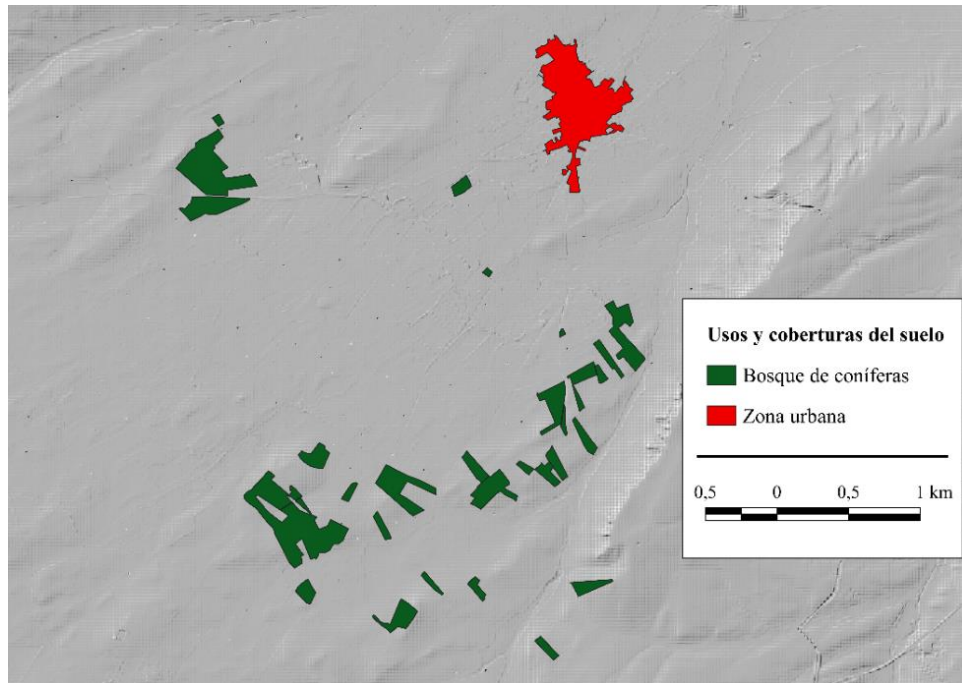 Usos y coberturas del suelo
Bosque de coníferas
Zona urbana
0,5 0 0,5 1 km